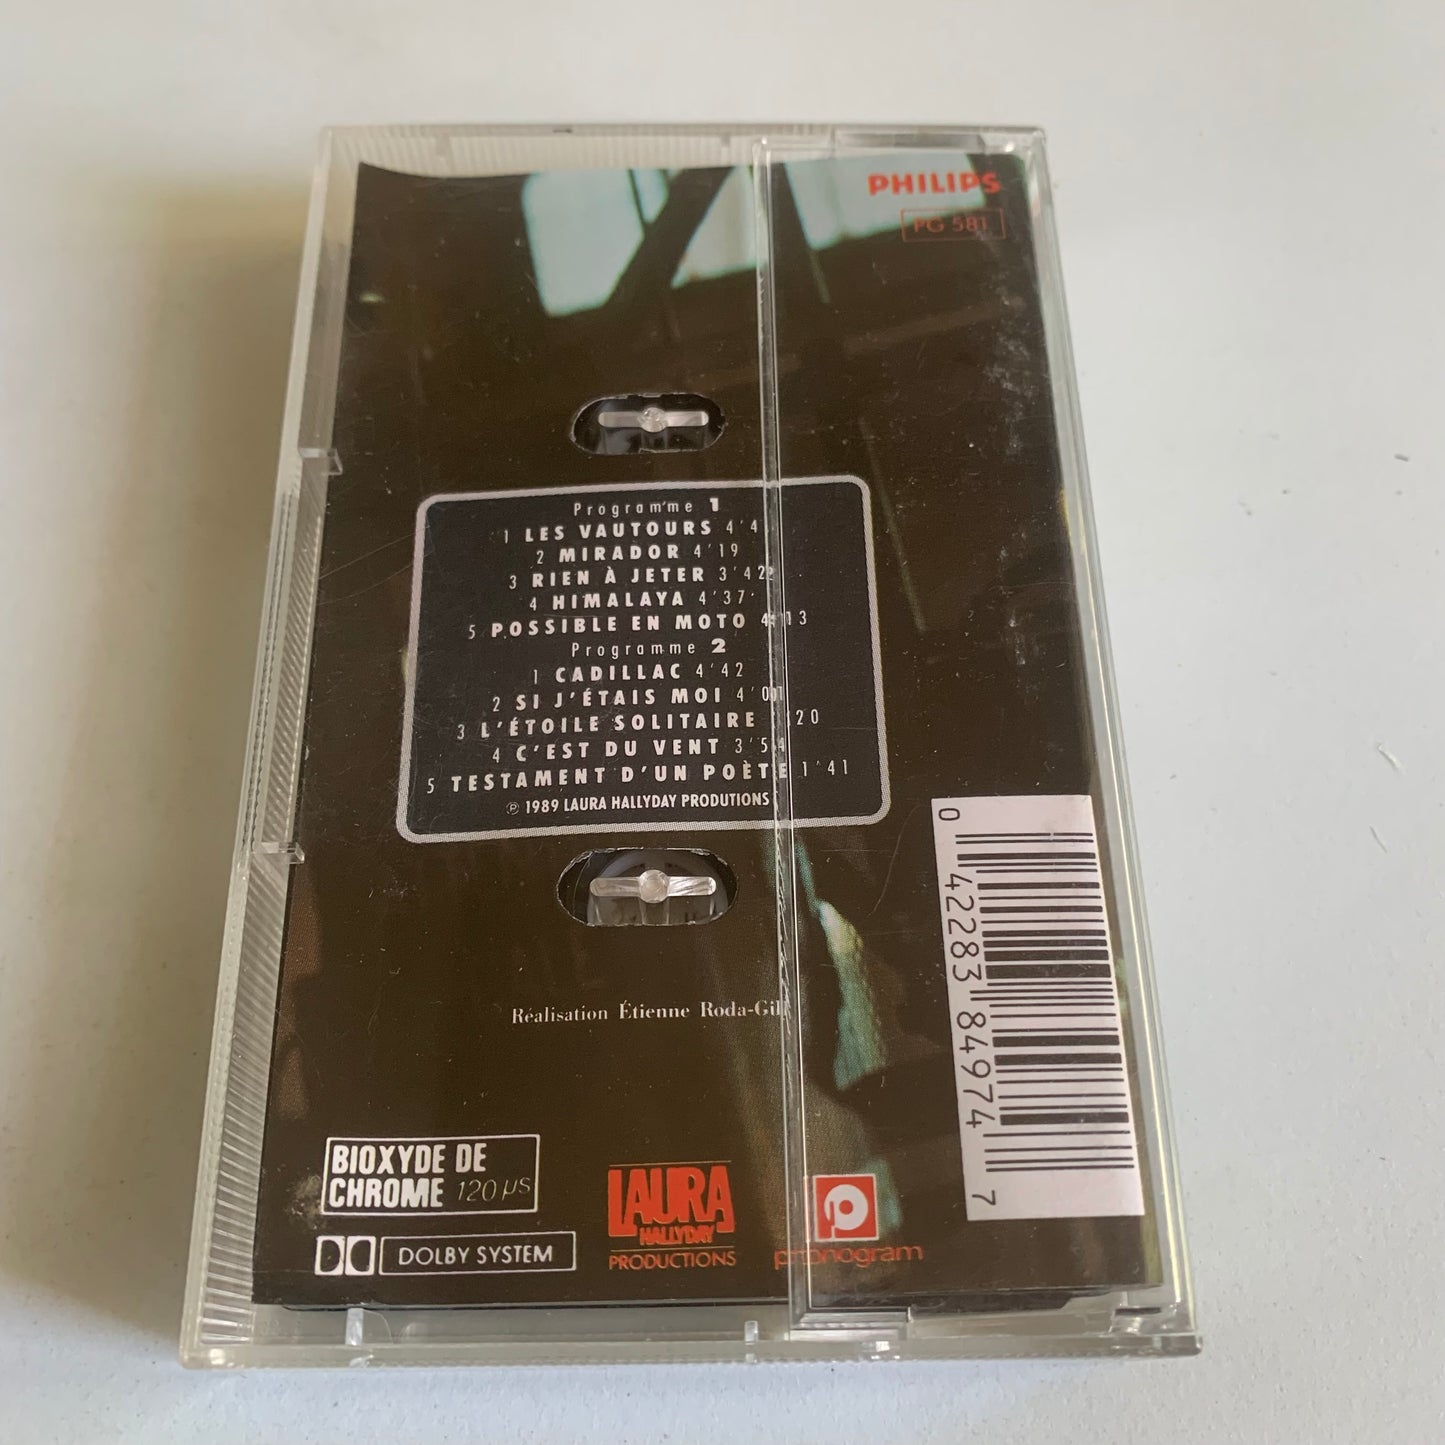 PHILIPS
PG 581
Programme 1
1 LES VAUTOURS
2 MIRADOR 4'19
3 RIEN À JETER 3'42
4 HIMALAYA 4'37
5 POSSIBLE EN MOTO 4'13
Programme 2
1 CADILLAC 4'42
2 SI J'ÉTAIS MOI
3 L'ÉTOILE SOLITAIRE
4 C'EST DU VENT
5 TESTAMENT D'UN POÈTE 1'41
℗ 1989 LAURA HALLYDAY PRODUTIONS
Réalisation Étienne Roda-Gil
0 42283 84974 7
BIOXYDE DE
CHROME 120 µs
DOLBY SYSTEM
LAURA
HALLYDAY
PRODUCTIONS
phonogram